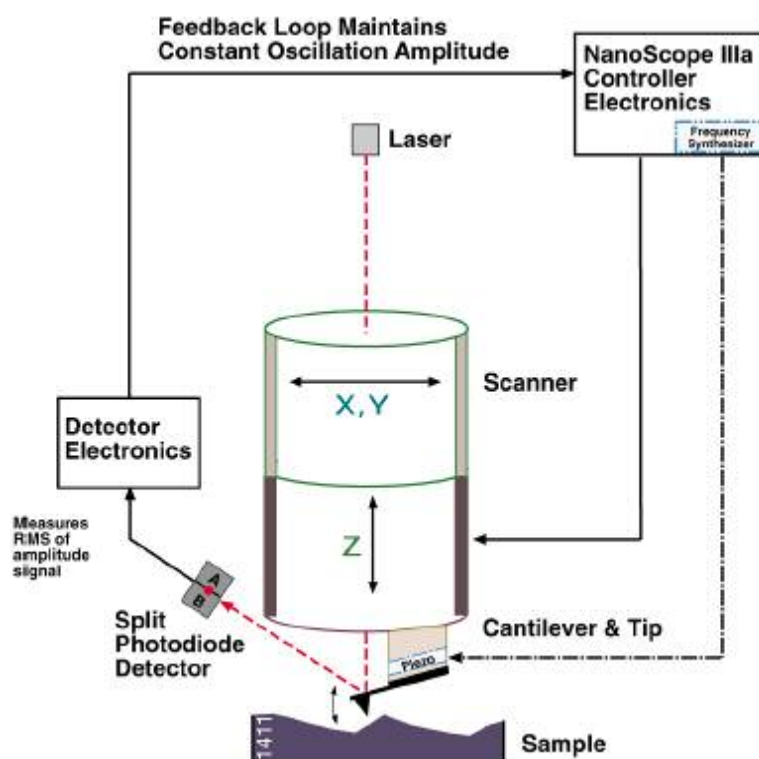 Feedback Loop Maintains
Constant Oscillation Amplitude
NanoScope IIIa
Controller
Electronics
Frequency
Synthesizer
Laser
Scanner
X, Y
Detector
Electronics
Measures
RMS of
amplitude
signal
Z
A
B
Split
Photodiode
Detector
Cantilever & Tip
Piezo
1411
Sample